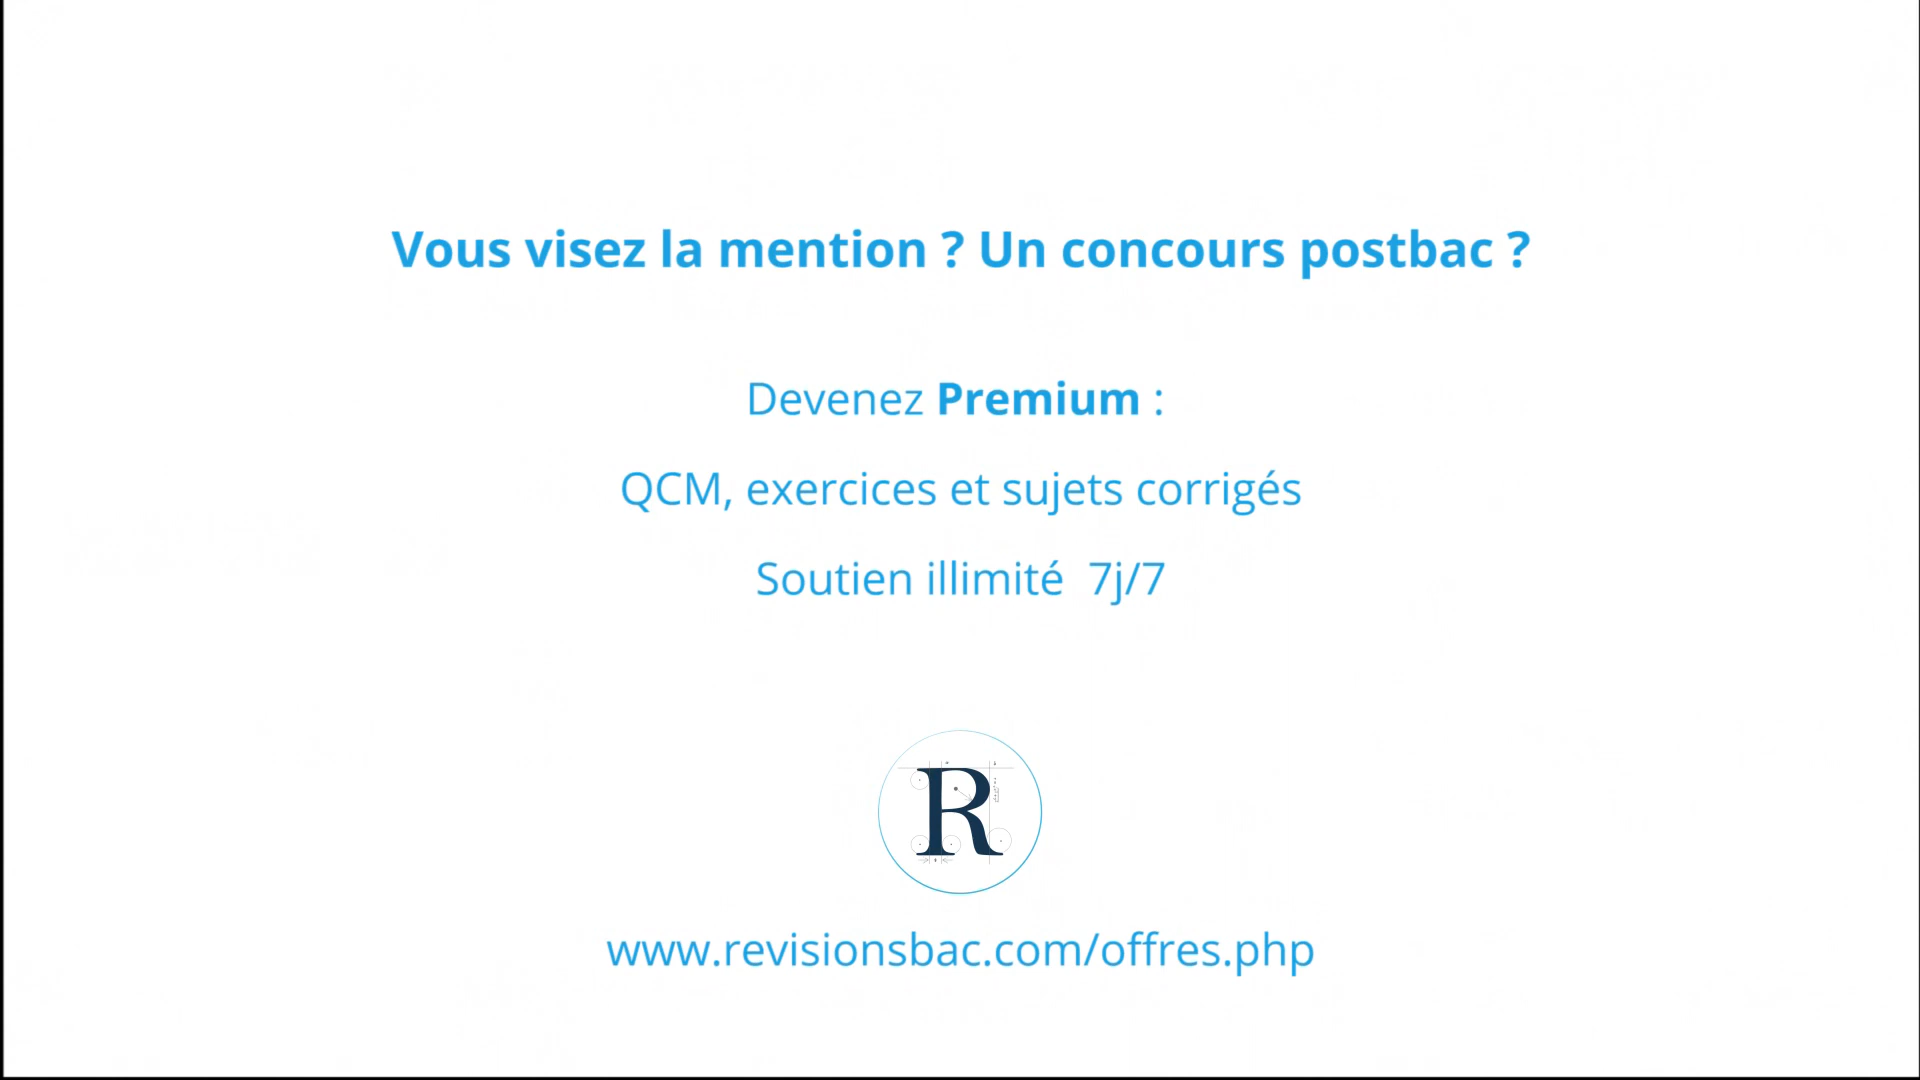 Vous visez la mention ? Un concours postbac ?
Devenez Premium :
QCM, exercices et sujets corrigés
Soutien illimité 7j/7
R
www.revisionsbac.com/offres.php